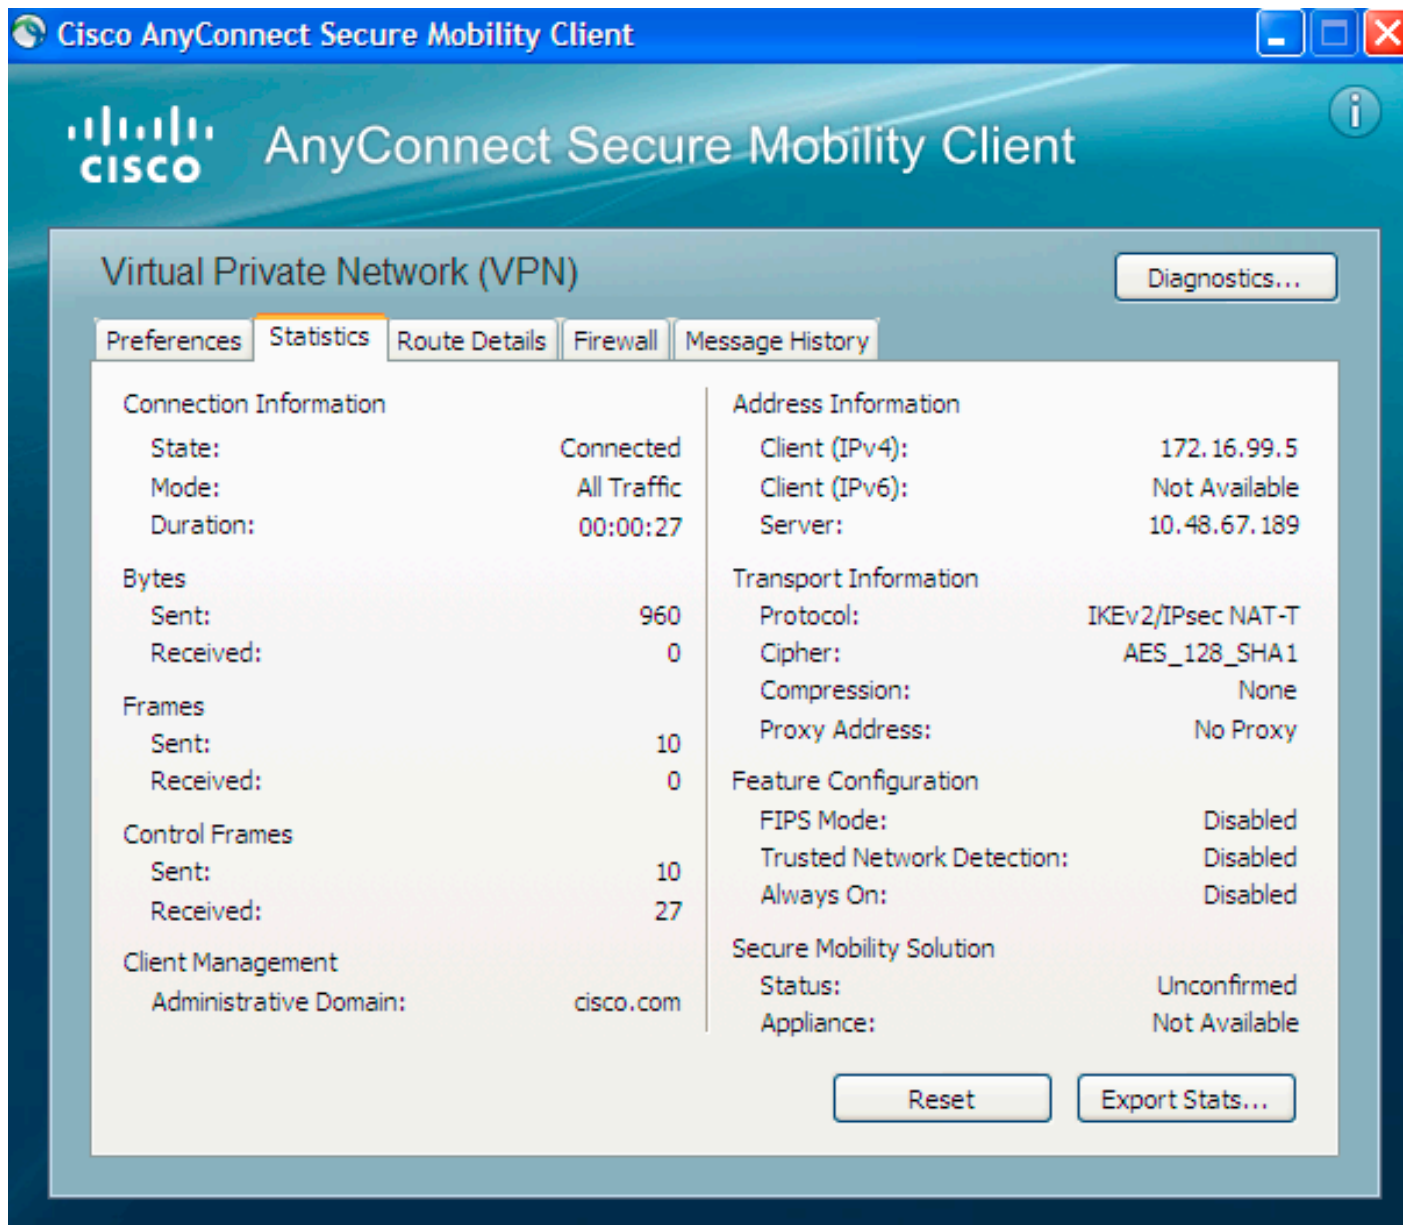 Cisco AnyConnect Secure Mobility Client
CISCO
AnyConnect Secure Mobility Client
i
Virtual Private Network (VPN)
Diagnostics...
Preferences Statistics Route Details Firewall Message History
Connection Information
State: Connected
Mode: All Traffic
Duration: 00:00:27
Bytes
Sent: 960
Received: 0
Frames
Sent: 10
Received: 0
Control Frames
Sent: 10
Received: 27
Client Management
Administrative Domain: cisco.com
Address Information
Client (IPv4): 172.16.99.5
Client (IPv6): Not Available
Server: 10.48.67.189
Transport Information
Protocol: IKEv2/IPsec NAT-T
Cipher: AES_128_SHA1
Compression: None
Proxy Address: No Proxy
Feature Configuration
FIPS Mode: Disabled
Trusted Network Detection: Disabled
Always On: Disabled
Secure Mobility Solution
Status: Unconfirmed
Appliance: Not Available
Reset
Export Stats...